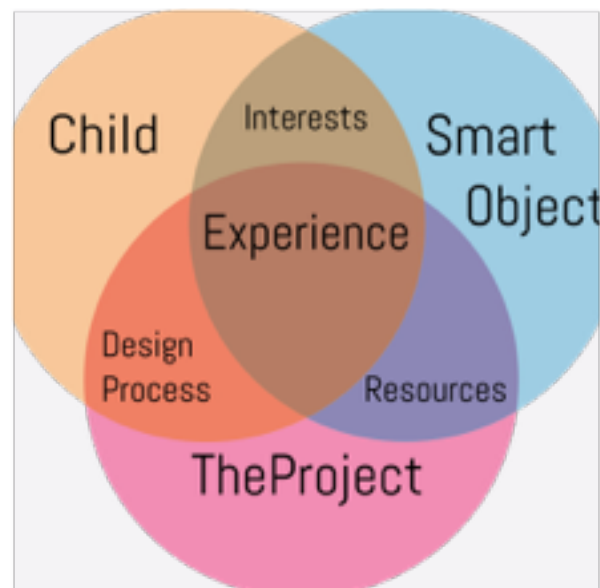 Child
Interests
Smart
Object
Experience
Design
Process
Resources
TheProject